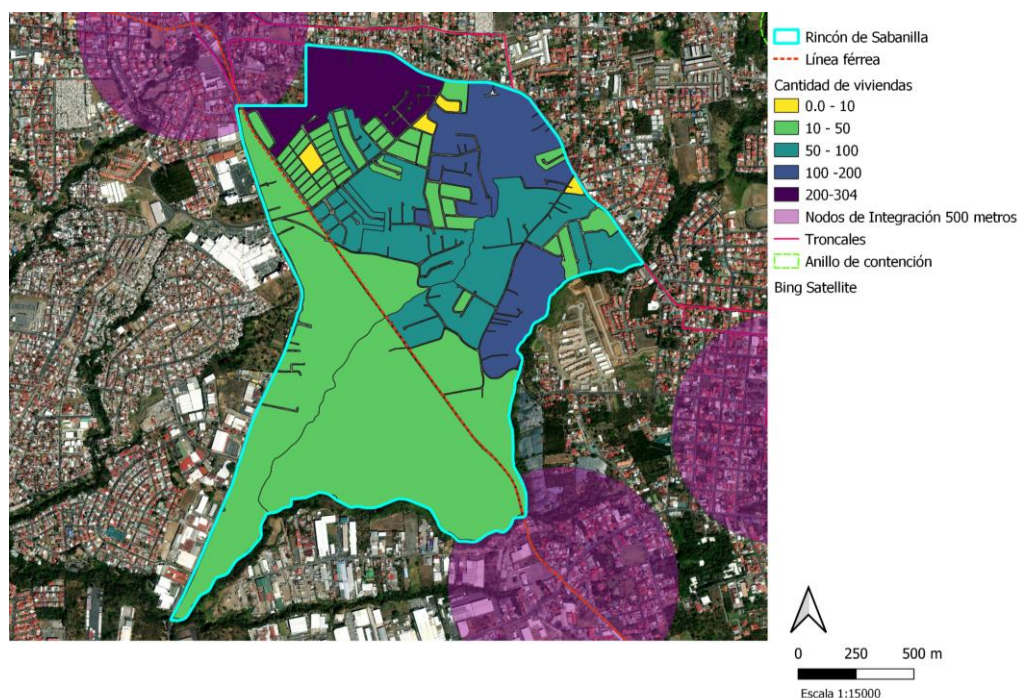 Rincón de Sabanilla
Línea férrea
Cantidad de viviendas
0.0 - 10
10 - 50
50 - 100
100 -200
200-304
Nodos de Integración 500 metros
Troncales
Anillo de contención
Bing Satellite
0 250 500 m
Escala 1:15000